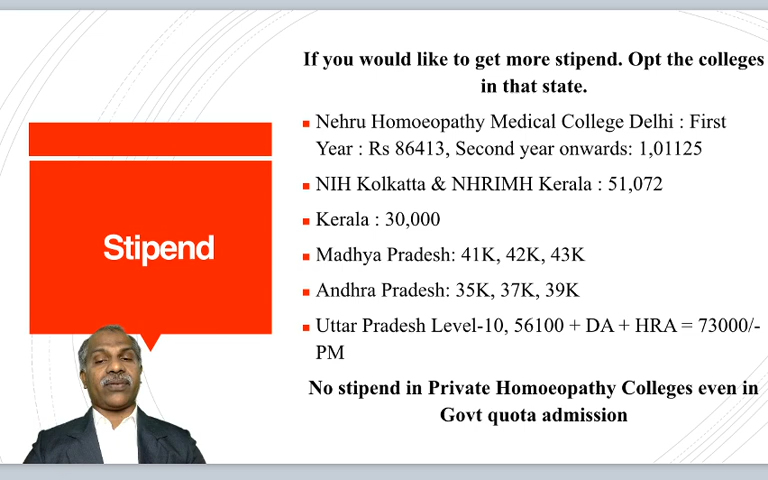 If you would like to get more stipend. Opt the colleges
in that state.
Nehru Homoeopathy Medical College Delhi : First
Year : Rs 86413, Second year onwards: 1,01125
NIH Kolkatta & NHRIMH Kerala : 51,072
Kerala : 30,000
Stipend
Madhya Pradesh: 41K, 42K, 43K
Andhra Pradesh: 35K, 37K, 39K
Uttar Pradesh Level-10, 56100 + DA + HRA = 73000/-
PM
No stipend in Private Homoeopathy Colleges even in
Govt quota admission